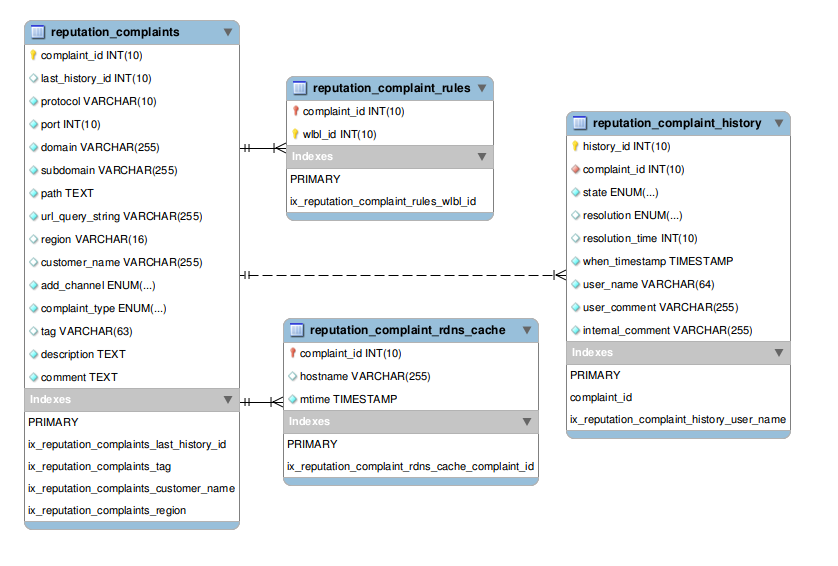 reputation_complaints
complaint_id INT(10)
last_history_id INT(10)
protocol VARCHAR(10)
port INT(10)
domain VARCHAR(255)
subdomain VARCHAR(255)
path TEXT
url_query_string VARCHAR(255)
region VARCHAR(16)
customer_name VARCHAR(255)
add_channel ENUM(...)
complaint_type ENUM(...)
tag VARCHAR(63)
description TEXT
comment TEXT
Indexes
PRIMARY
ix_reputation_complaints_last_history_id
ix_reputation_complaints_tag
ix_reputation_complaints_customer_name
ix_reputation_complaints_region
reputation_complaint_rules
complaint_id INT(10)
wlbl_id INT(10)
Indexes
PRIMARY
ix_reputation_complaint_rules_wlbl_id
reputation_complaint_rdns_cache
complaint_id INT(10)
hostname VARCHAR(255)
mtime TIMESTAMP
Indexes
PRIMARY
ix_reputation_complaint_rdns_cache_complaint_id
reputation_complaint_history
history_id INT(10)
complaint_id INT(10)
state ENUM(...)
resolution ENUM(...)
resolution_time INT(10)
when_timestamp TIMESTAMP
user_name VARCHAR(64)
user_comment VARCHAR(255)
internal_comment VARCHAR(255)
Indexes
PRIMARY
complaint_id
ix_reputation_complaint_history_user_name